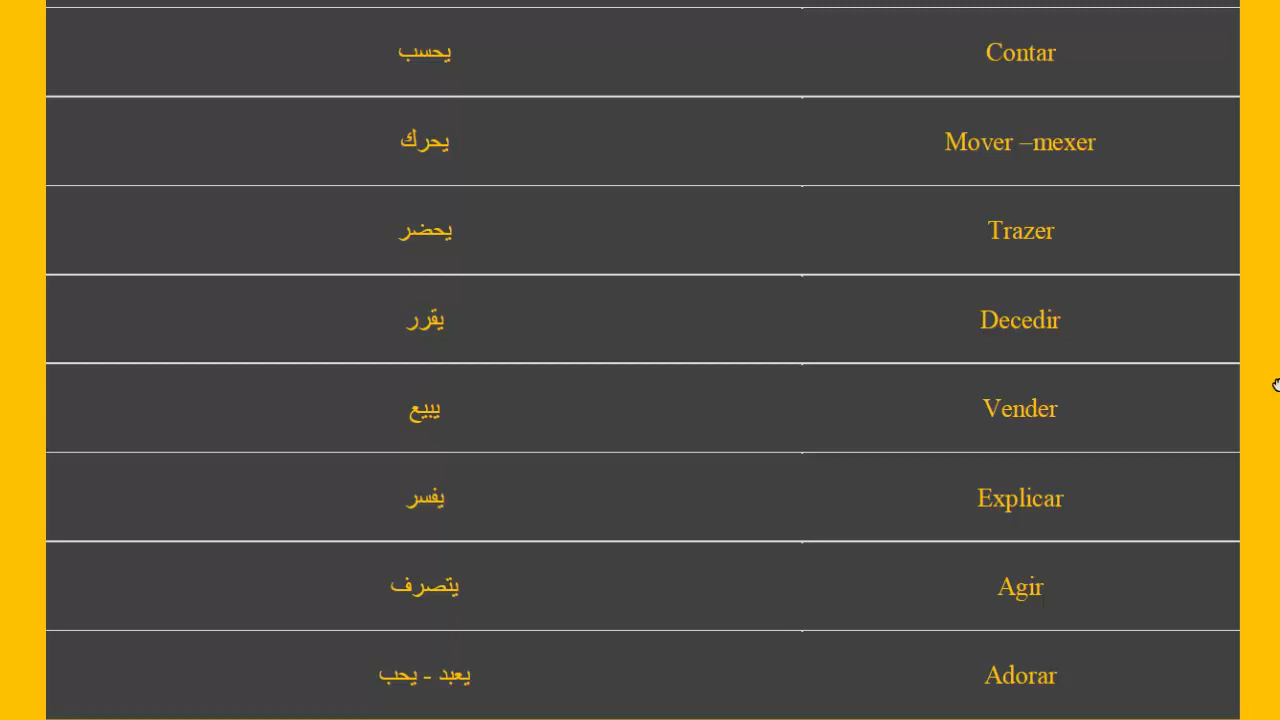 يحسب Contar
يحرك Mover –mexer
يحضر Trazer
يقرر Decedir
يبيع Vender
يفسر Explicar
يتصرف Agir
يعبد - يحب Adorar